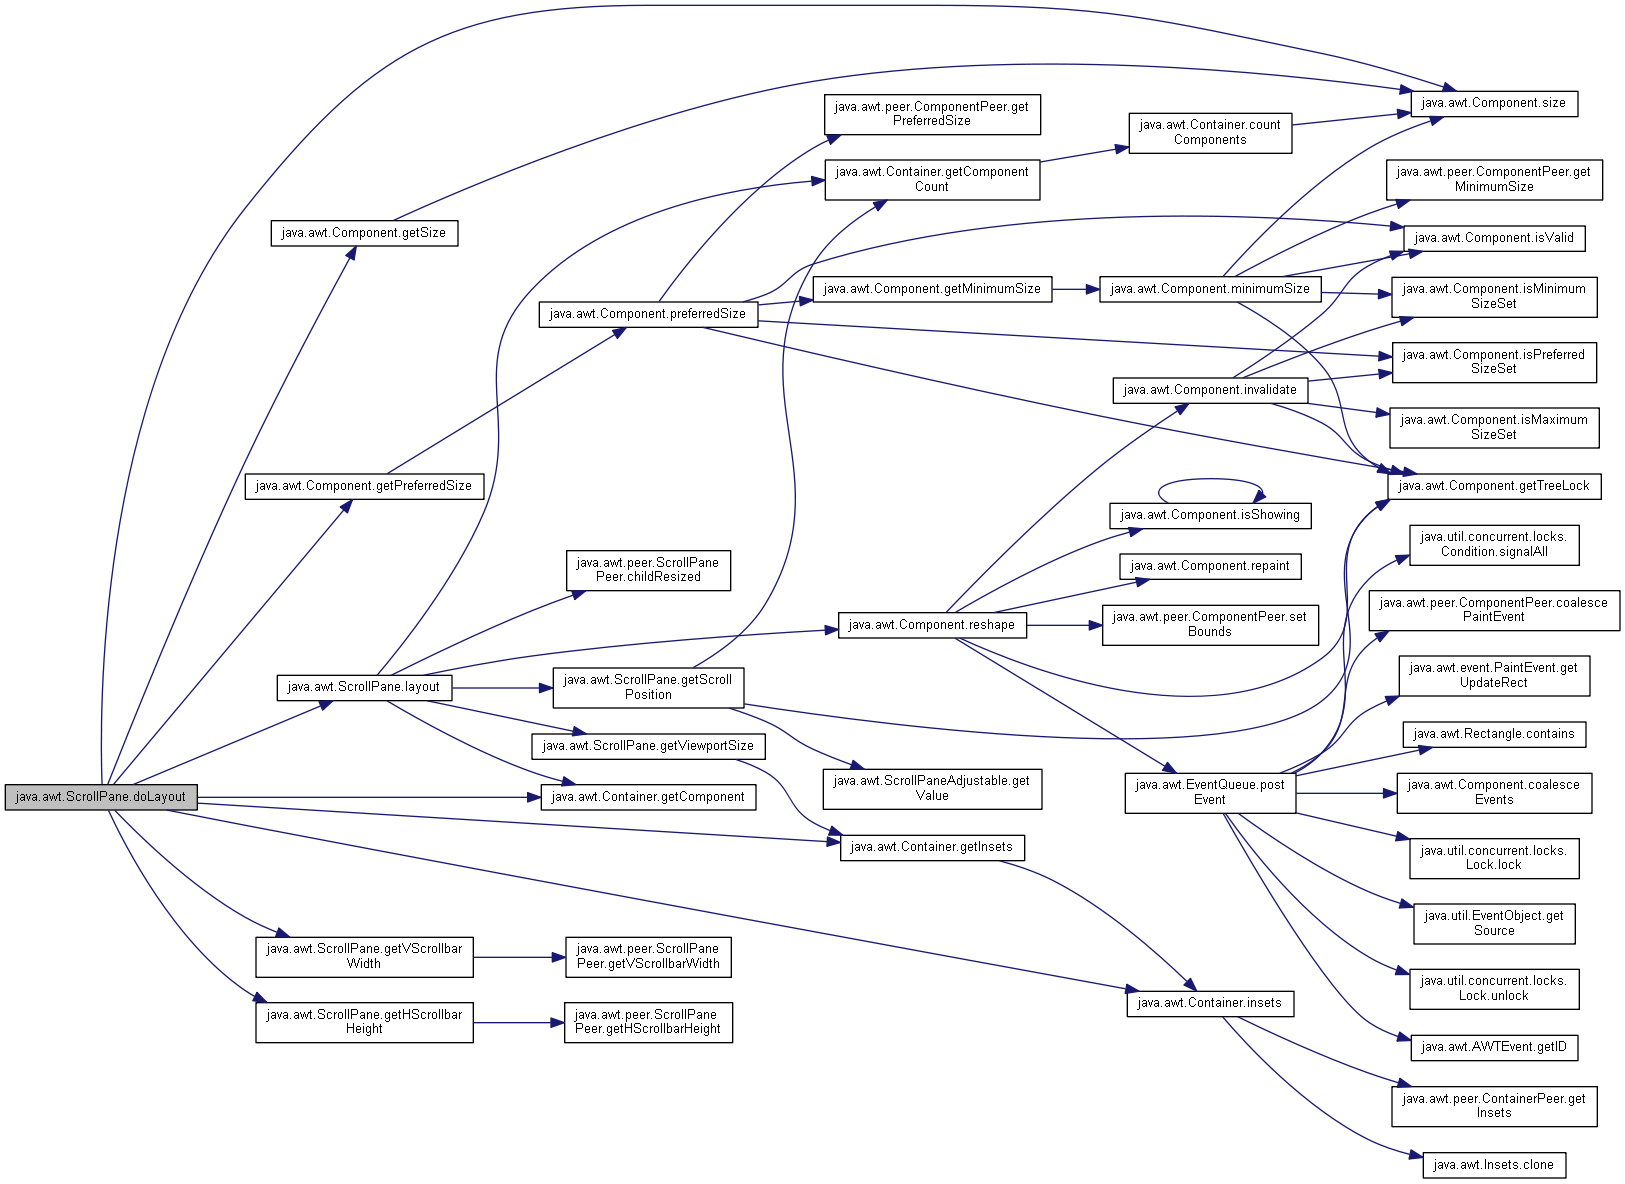 java.awt.Component.size
java.awt.peer.ComponentPeer.get
PreferredSize
java.awt.Container.count
Components
java.awt.Container.getComponent
Count
java.awt.peer.ComponentPeer.get
MinimumSize
java.awt.Component.getSize
java.awt.Component.isValid
java.awt.Component.getMinimumSize
java.awt.Component.minimumSize
java.awt.Component.isMinimum
SizeSet
java.awt.Component.preferredSize
java.awt.Component.isPreferred
SizeSet
java.awt.Component.invalidate
java.awt.Component.isMaximum
SizeSet
java.awt.Component.getPreferredSize
java.awt.Component.getTreeLock
java.awt.Component.isShowing
java.util.concurrent.locks.
Condition.signalAll
java.awt.peer.ScrollPane
Peer.childResized
java.awt.Component.repaint
java.awt.peer.ComponentPeer.coalesce
PaintEvent
java.awt.Component.reshape
java.awt.peer.ComponentPeer.set
Bounds
java.awt.ScrollPane.layout
java.awt.ScrollPane.getScroll
Position
java.awt.event.PaintEvent.get
UpdateRect
java.awt.ScrollPane.getViewportSize
java.awt.Rectangle.contains
java.awt.ScrollPane.doLayout
java.awt.Container.getComponent
java.awt.ScrollPaneAdjustable.get
Value
java.awt.EventQueue.post
Event
java.awt.Component.coalesce
Events
java.awt.Container.getInsets
java.util.concurrent.locks.
Lock.lock
java.util.EventObject.get
Source
java.awt.ScrollPane.getVScrollbar
Width
java.awt.peer.ScrollPane
Peer.getVScrollbarWidth
java.util.concurrent.locks.
Lock.unlock
java.awt.Container.insets
java.awt.ScrollPane.getHScrollbar
Height
java.awt.peer.ScrollPane
Peer.getHScrollbarHeight
java.awt.AWTEvent.getID
java.awt.peer.ContainerPeer.get
Insets
java.awt.Insets.clone